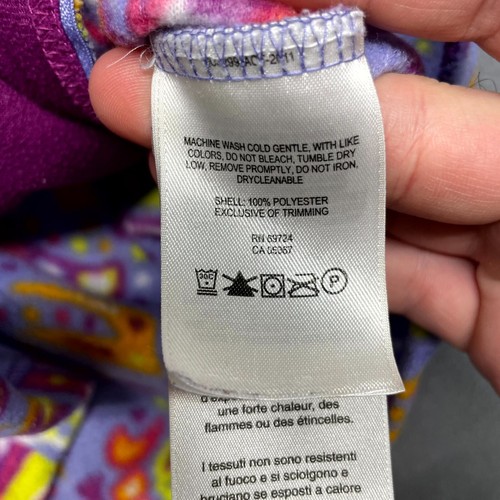 MACHINE WASH COLD GENTLE, WITH LIKE
COLORS, DO NOT BLEACH, TUMBLE DRY
LOW, REMOVE PROMPTLY, DO NOT IRON,
DRYCLEANABLE
SHELL: 100% POLYESTER
EXCLUSIVE OF TRIMMING
RN 69724
CA 05367
30C
P
une forte chaleur, des
flammes ou des étincelles.
I tessuti non sono resistenti
al fuoco e si sciolgono e
bruciano se esposti a calore